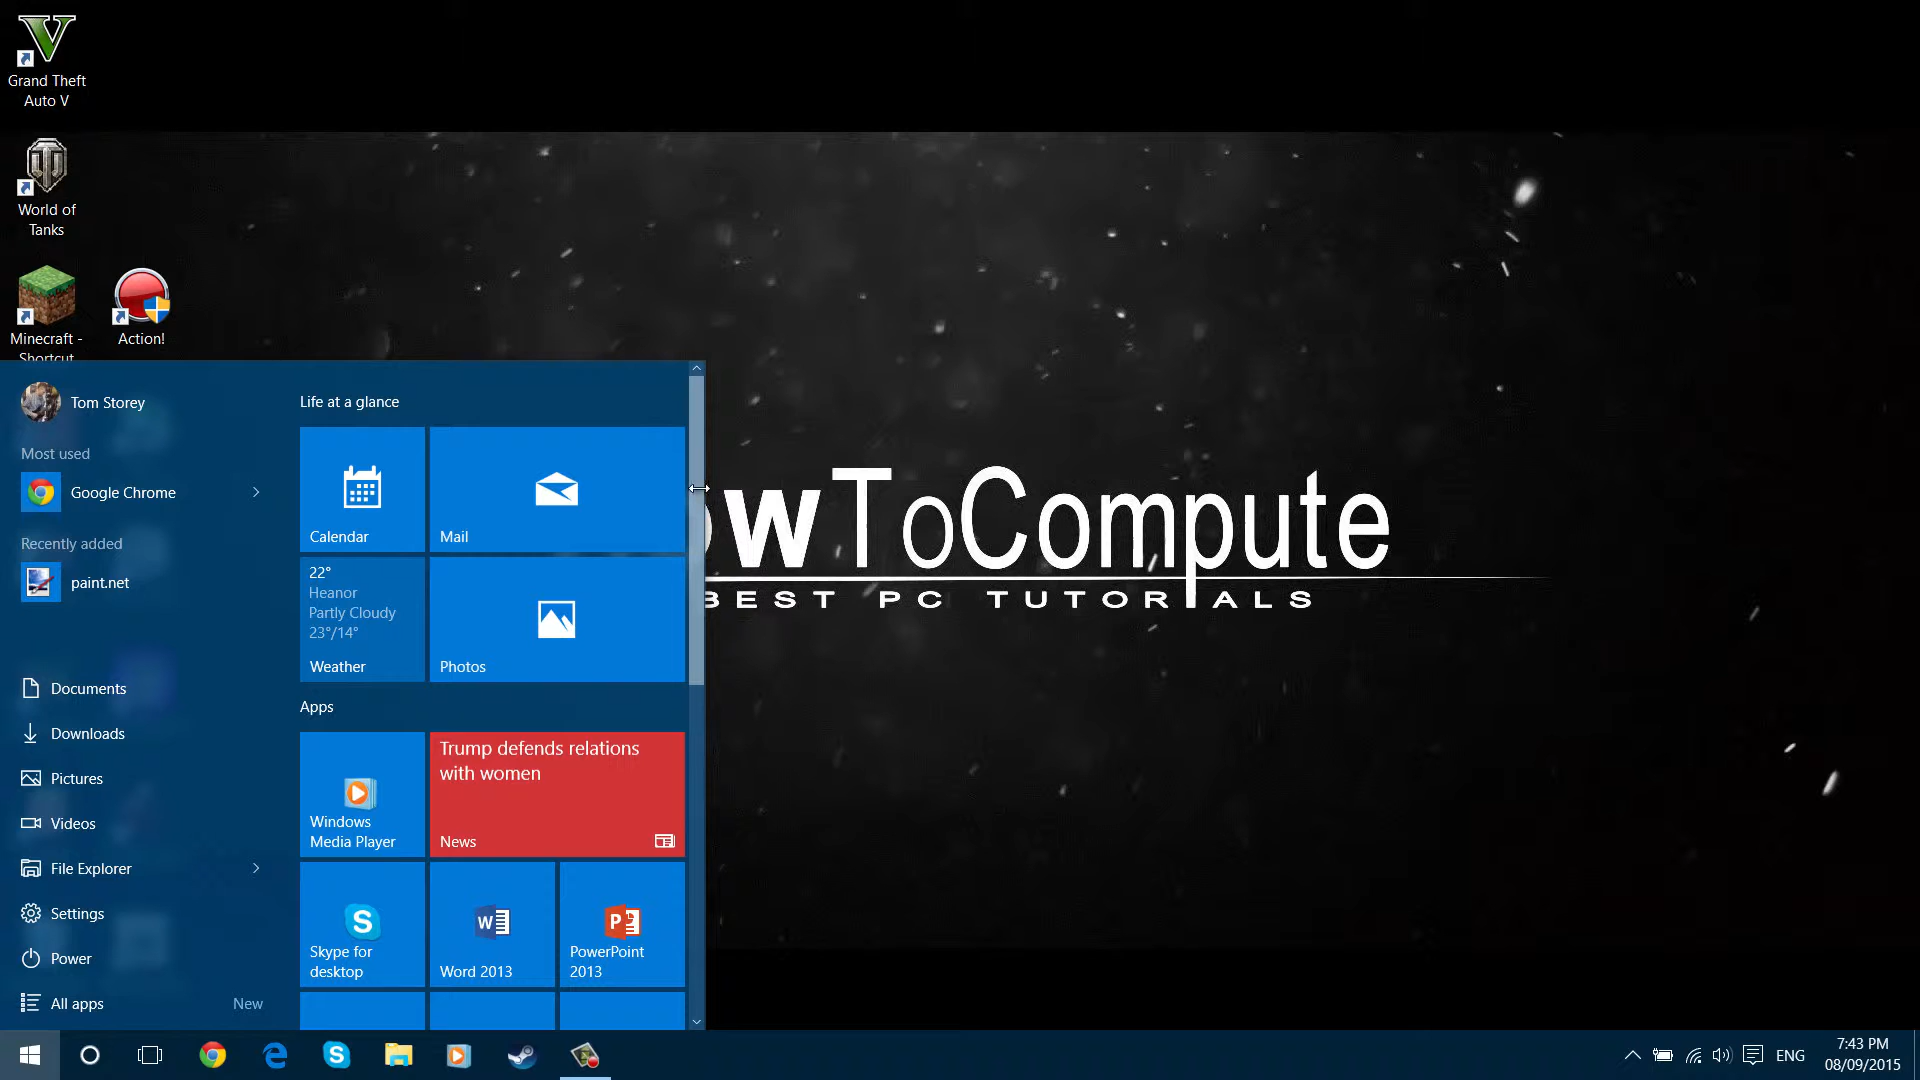 Grand Theft
Auto V
World of
Tanks
Minecraft -
Shortcut
Action!
Tom Storey
Most used
Google Chrome
Recently added
paint.net
Documents
Downloads
Pictures
Videos
File Explorer
Settings
Power
All apps
New
Life at a glance
Calendar
Mail
22°
Heanor
Partly Cloudy
23°/14°
Weather
Photos
Apps
Windows
Media Player
Trump defends relations
with women
News
Skype for
desktop
Word 2013
PowerPoint
2013
owToCompute
BEST PC TUTORIALS
ENG
7:43 PM
08/09/2015